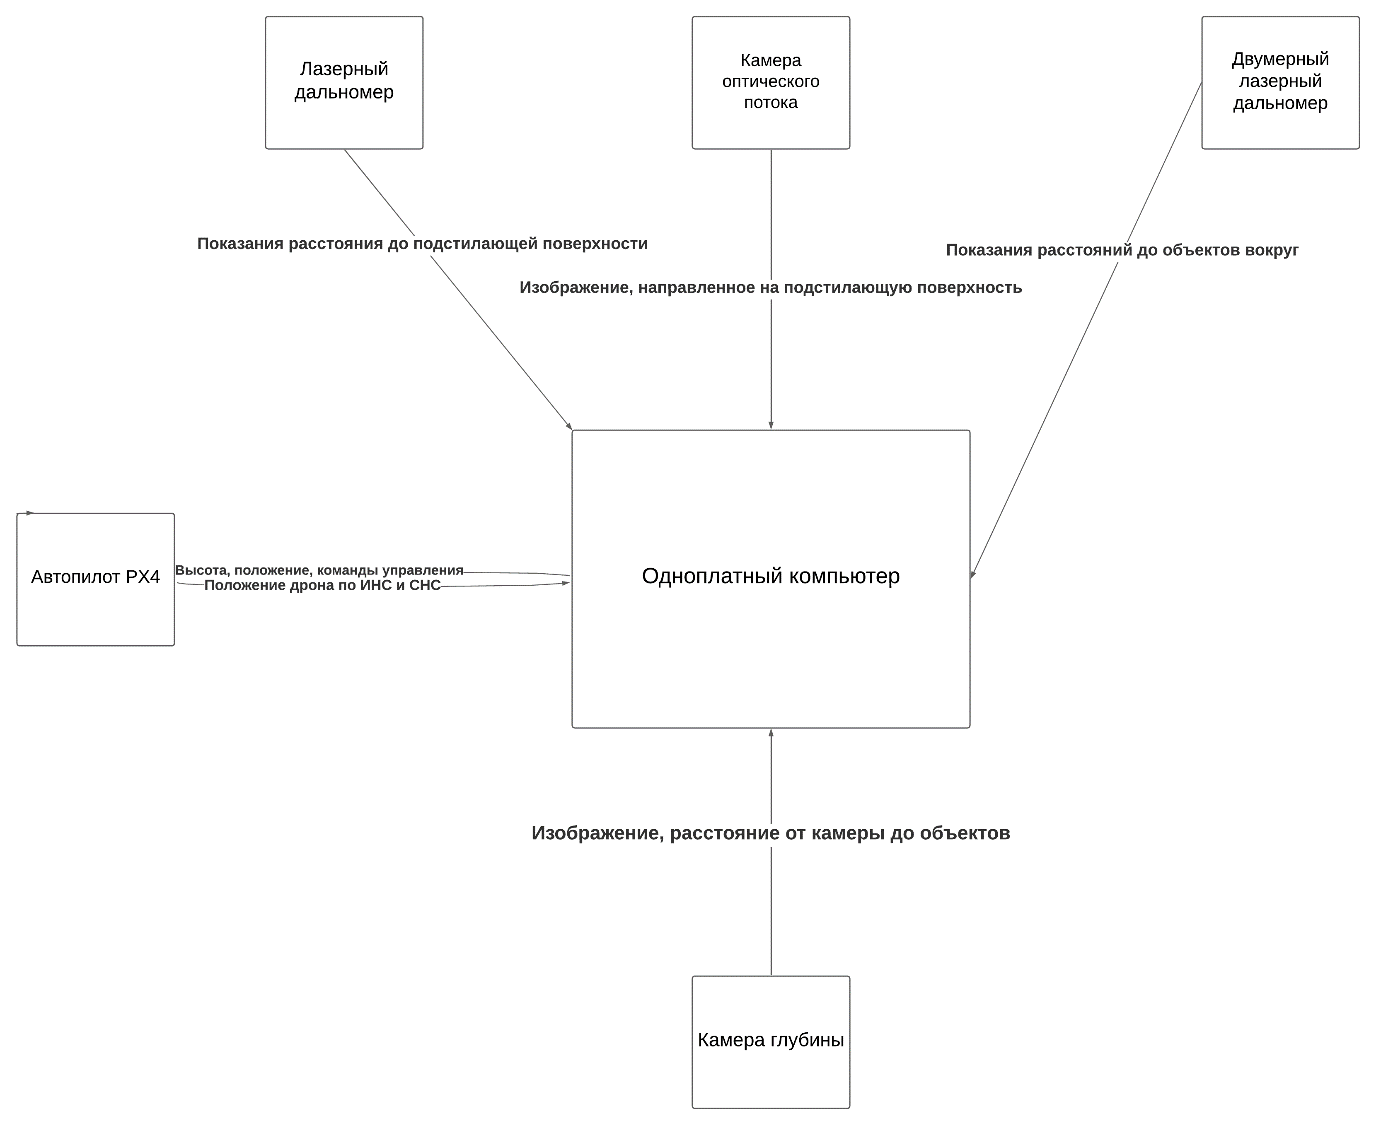 Лазерный
дальномер
Камера
оптического
потока
Двумерный
лазерный
дальномер
Показания расстояния до подстилающей поверхности
Показания расстояний до объектов вокруг
Изображение, направленное на подстилающую поверхность
Автопилот PX4
Высота, положение, команды управления
Положение дрона по ИНС и СНС
Одноплатный компьютер
Изображение, расстояние от камеры до объектов
Камера глубины